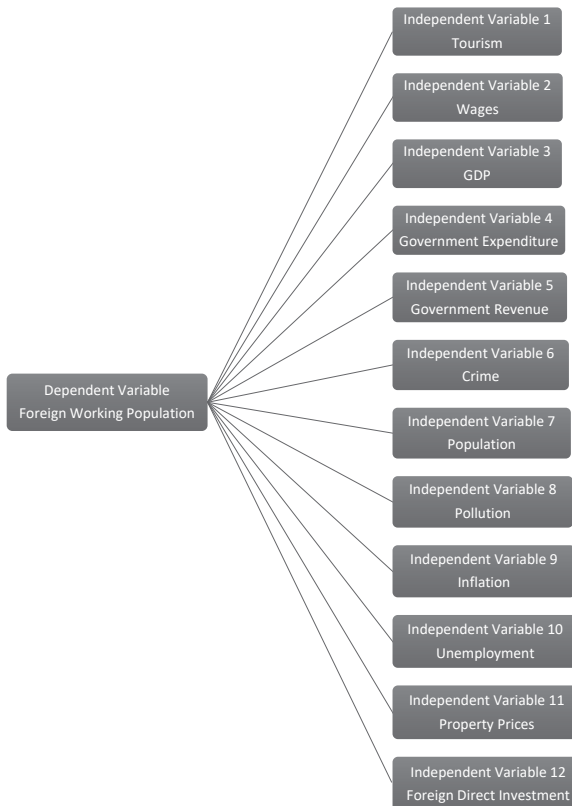 Independent Variable 1
Tourism
Independent Variable 2
Wages
Independent Variable 3
GDP
Independent Variable 4
Government Expenditure
Independent Variable 5
Government Revenue
Independent Variable 6
Crime
Dependent Variable
Foreign Working Population
Independent Variable 7
Population
Independent Variable 8
Pollution
Independent Variable 9
Inflation
Independent Variable 10
Unemployment
Independent Variable 11
Property Prices
Independent Variable 12
Foreign Direct Investment